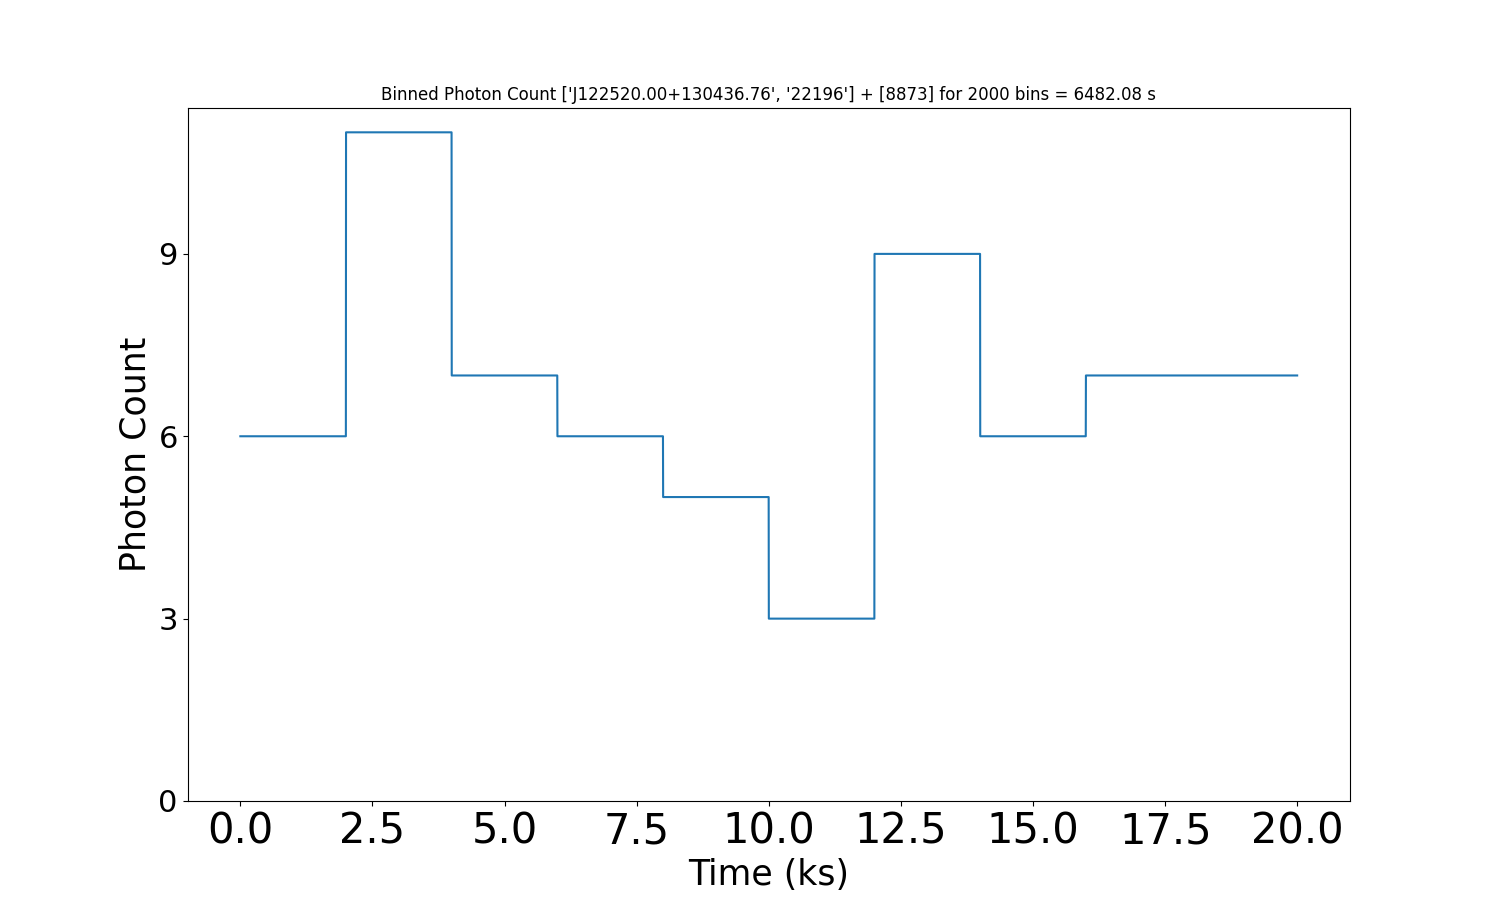 Binned Photon Count ['J122520.00+130436.76', '22196'] + [8873] for 2000 bins = 6482.08 s
9
6
3
0
Photon Count
0.0 2.5 5.0 7.5 10.0 12.5 15.0 17.5 20.0
Time (ks)